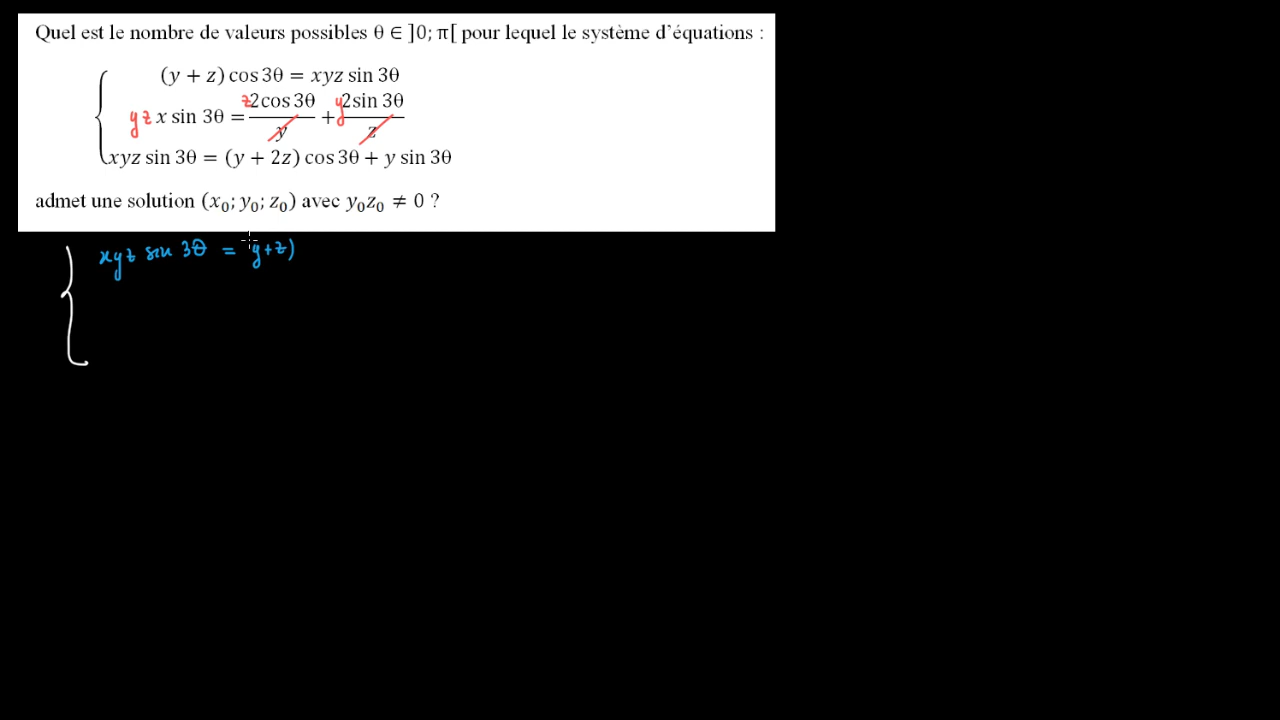 Quel est le nombre de valeurs possibles θ ∈ ]0; π[ pour lequel le système d'équations :
(y + z) cos 3θ = xyz sin 3θ
yz x sin 3θ = z2cos 3θ/y + y2sin 3θ/z
xyz sin 3θ = (y + 2z) cos 3θ + y sin 3θ
admet une solution (x₀; y₀; z₀) avec y₀z₀ ≠ 0 ?
xyz sin 3θ = (y+z)